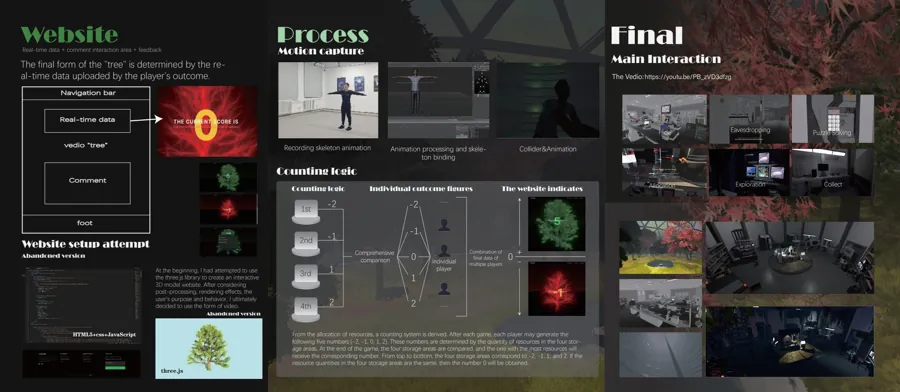 Website
Real-time data + comment interaction area + feedback
The final form of the "tree" is determined by the re-
al-time data uploaded by the player's outcome.
Navigation bar
Real-time data
vedio "tree"
Comment
foot
THE CURRENT SCORE IS
0
Website setup attempt
Abandoned version
HTML5+css+JavaScript
At the beginning, I had attempted to use
the three.js library to create an interactive
3D model website. After considering
post-processing, rendering effects, the
user's purpose and behavior, I ultimately
decided to use the form of video.
Abandoned version
three.js
Process
Motion capture
Recording skeleton animation
Animation processing and skele-
ton binding
Collider&Animation
Counting logic
Counting logic
Individual outcome figures
The website indicates
1st
2nd
3rd
4th
-2
-1
1
2
Comprehensive
comparison
-2
-1
0
1
2
individual
player
Combination of
final data of
multiple players
0
5
-1
From the allocation of resources, a counting system is derived. After each game, each player may generate the
following five numbers (-2, -1, 0, 1, 2). These numbers are determined by the quantity of resources in the four stor-
age areas. At the end of the game, the four storage areas are compared, and the one with the most resources will
receive the corresponding number. From top to bottom, the four storage areas correspond to -2, -1, 1, and 2. If the
resource quantities in the four storage areas are the same, then the number 0 will be obtained.
Final
Main Interaction
The Vedio:https://youtu.be/PB_zVD3dfzg
Eavesdropping
Puzzle Solving
Exploration
Collect